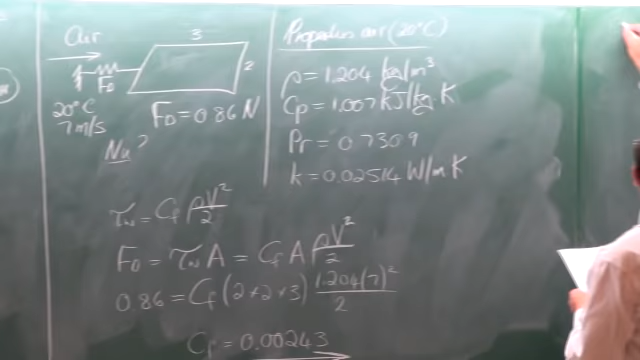 Air
3
2
F_D
20°C
7 m/s
F_D = 0.86 N
Nu?
Properties air (20°C)
ρ = 1.204 kg/m³
Cp = 1.007 kJ/kg K
Pr = 0.7309
k = 0.02514 W/m K
τ_w = C_f ρV²/2
F_D = τ_w A = C_f A ρV²/2
0.86 = C_f (2×2×3) 1.204(7)²/2
C_f = 0.00243